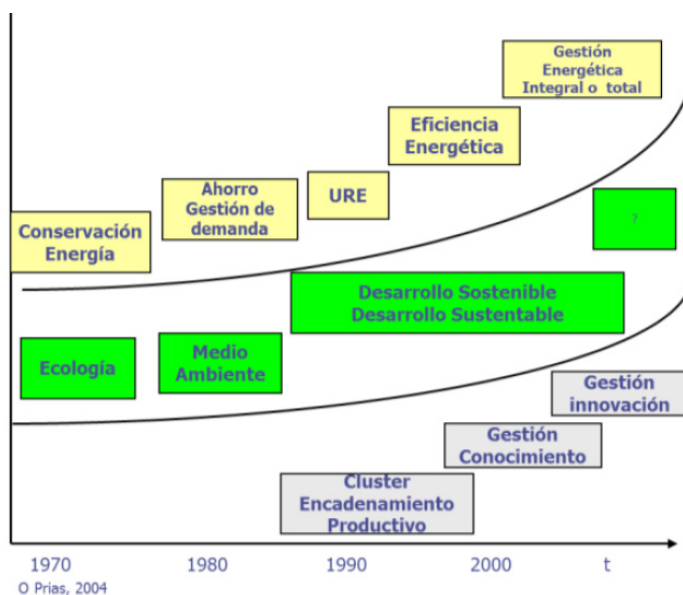 Gestión
Energética
Integral o total
Eficiencia
Energética
Ahorro
Gestión de
demanda
URE
Conservación
Energía
?
Desarrollo Sostenible
Desarrollo Sustentable
Medio
Ambiente
Ecología
Gestión
innovación
Gestión
Conocimiento
Cluster
Encadenamiento
Productivo
1970 1980 1990 2000 t
O Prias, 2004